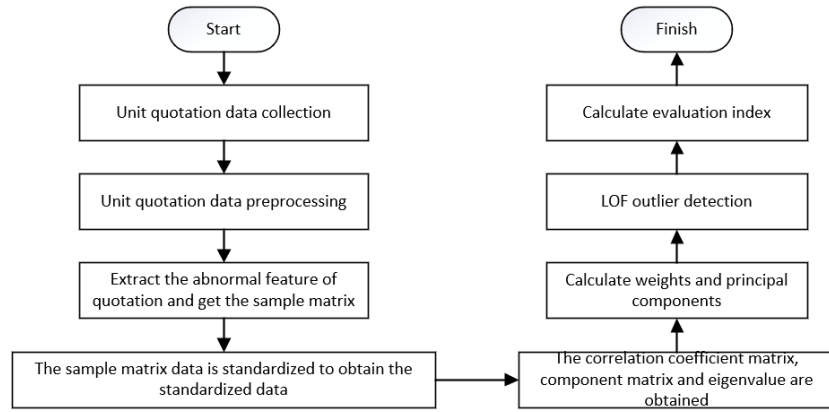 Start
Unit quotation data collection
Unit quotation data preprocessing
Extract the abnormal feature of
quotation and get the sample matrix
The sample matrix data is standardized to obtain the
standardized data
The correlation coefficient matrix,
component matrix and eigenvalue are
obtained
Calculate weights and principal
components
LOF outlier detection
Calculate evaluation index
Finish